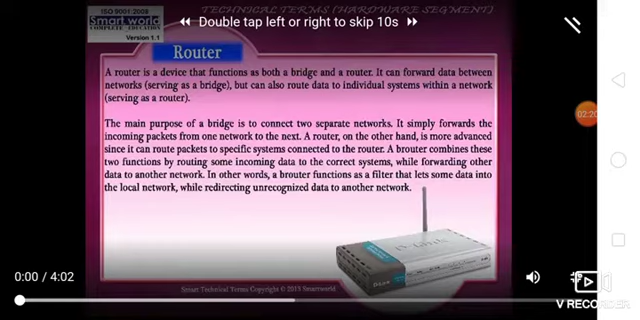 TECHNICAL TERMS (HARDWARE SEGMENT)
ISO 9001:2008
Smart world
COMPLETE EDUCATION
Version 1.1
Double tap left or right to skip 10s
Router
A router is a device that functions as both a bridge and a router. It can forward data between
networks (serving as a bridge), but can also route data to individual systems within a network
(serving as a router).
The main purpose of a bridge is to connect two separate networks. It simply forwards the
incoming packets from one network to the next. A router, on the other hand, is more advanced
since it can route packets to specific systems connected to the router. A brouter combines these
two functions by routing some incoming data to the correct systems, while forwarding other
data to another network. In other words, a brouter functions as a filter that lets some data into
the local network, while redirecting unrecognized data to another network.
02:20
D-Link
0:00 / 4:02
Smart Technical Terms Copyright © 2013 Smartworld
V RECORDER